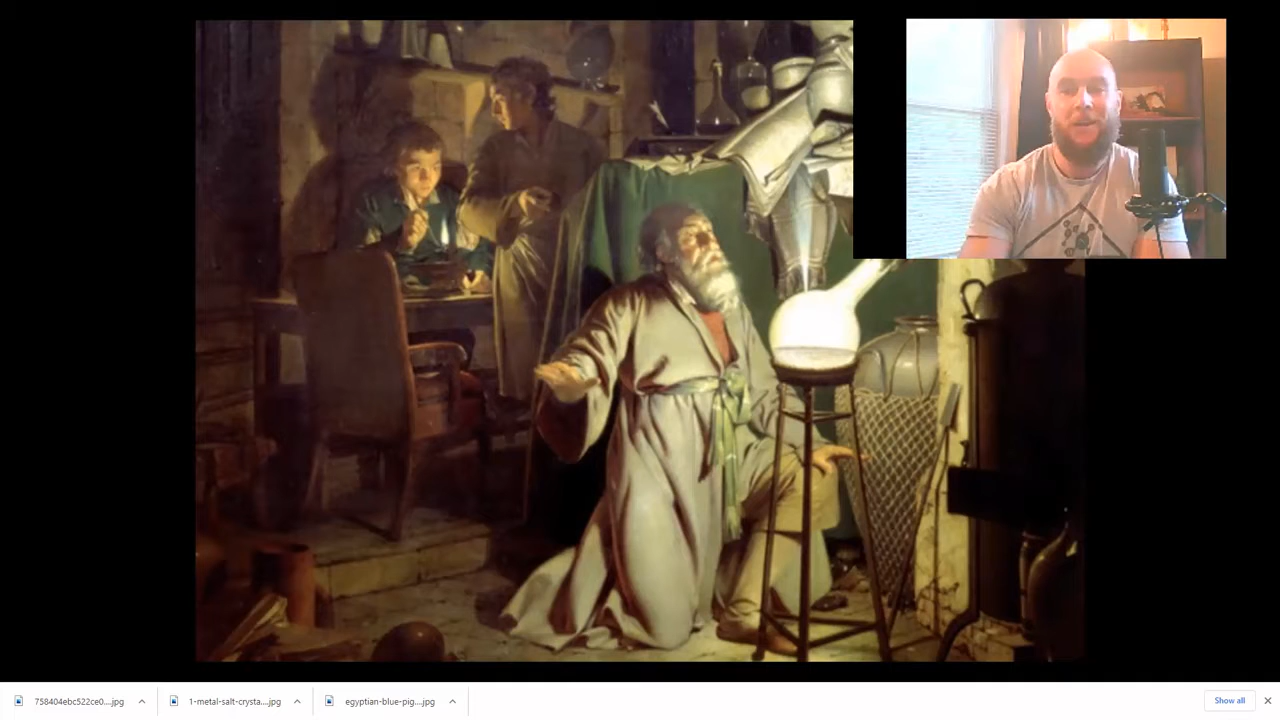 758404ebc522ce0....jpg
1-metal-salt-crysta....jpg
egyptian-blue-pig....jpg
Show all